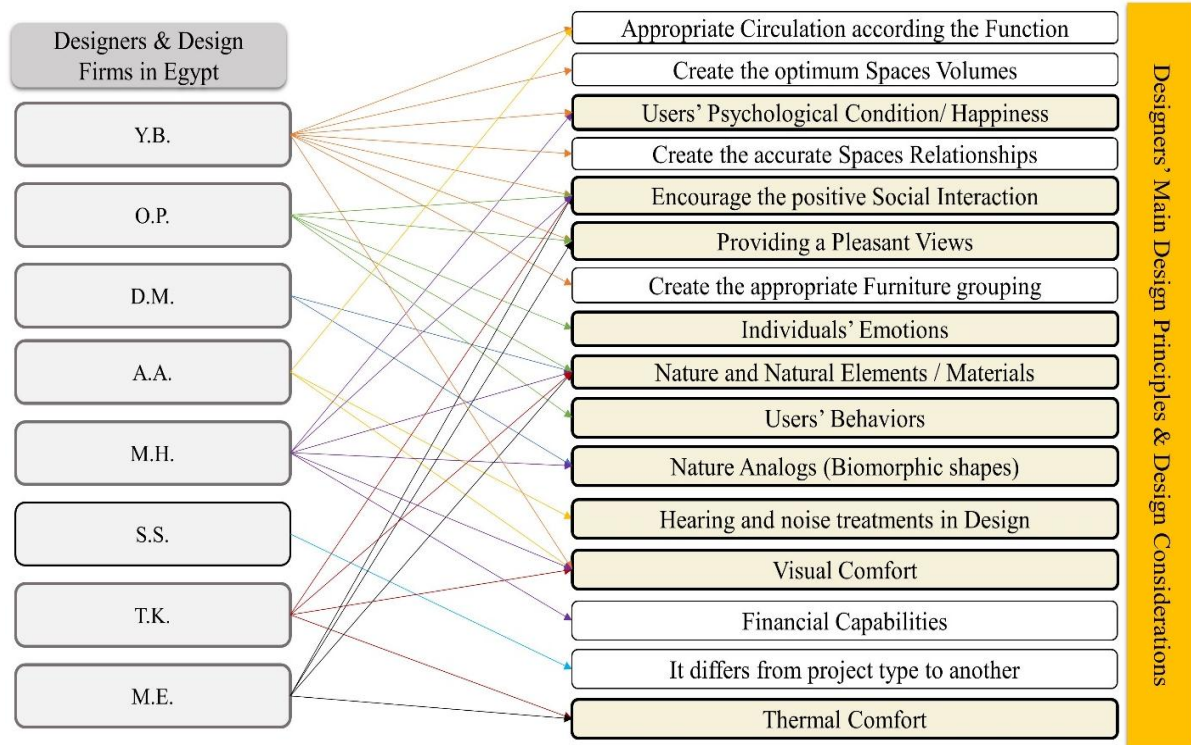 Designers & Design
Firms in Egypt
Y.B.
O.P.
D.M.
A.A.
M.H.
S.S.
T.K.
M.E.
Appropriate Circulation according the Function
Create the optimum Spaces Volumes
Users' Psychological Condition/ Happiness
Create the accurate Spaces Relationships
Encourage the positive Social Interaction
Providing a Pleasant Views
Create the appropriate Furniture grouping
Individuals' Emotions
Nature and Natural Elements / Materials
Users' Behaviors
Nature Analogs (Biomorphic shapes)
Hearing and noise treatments in Design
Visual Comfort
Financial Capabilities
It differs from project type to another
Thermal Comfort
Designers' Main Design Principles & Design Considerations